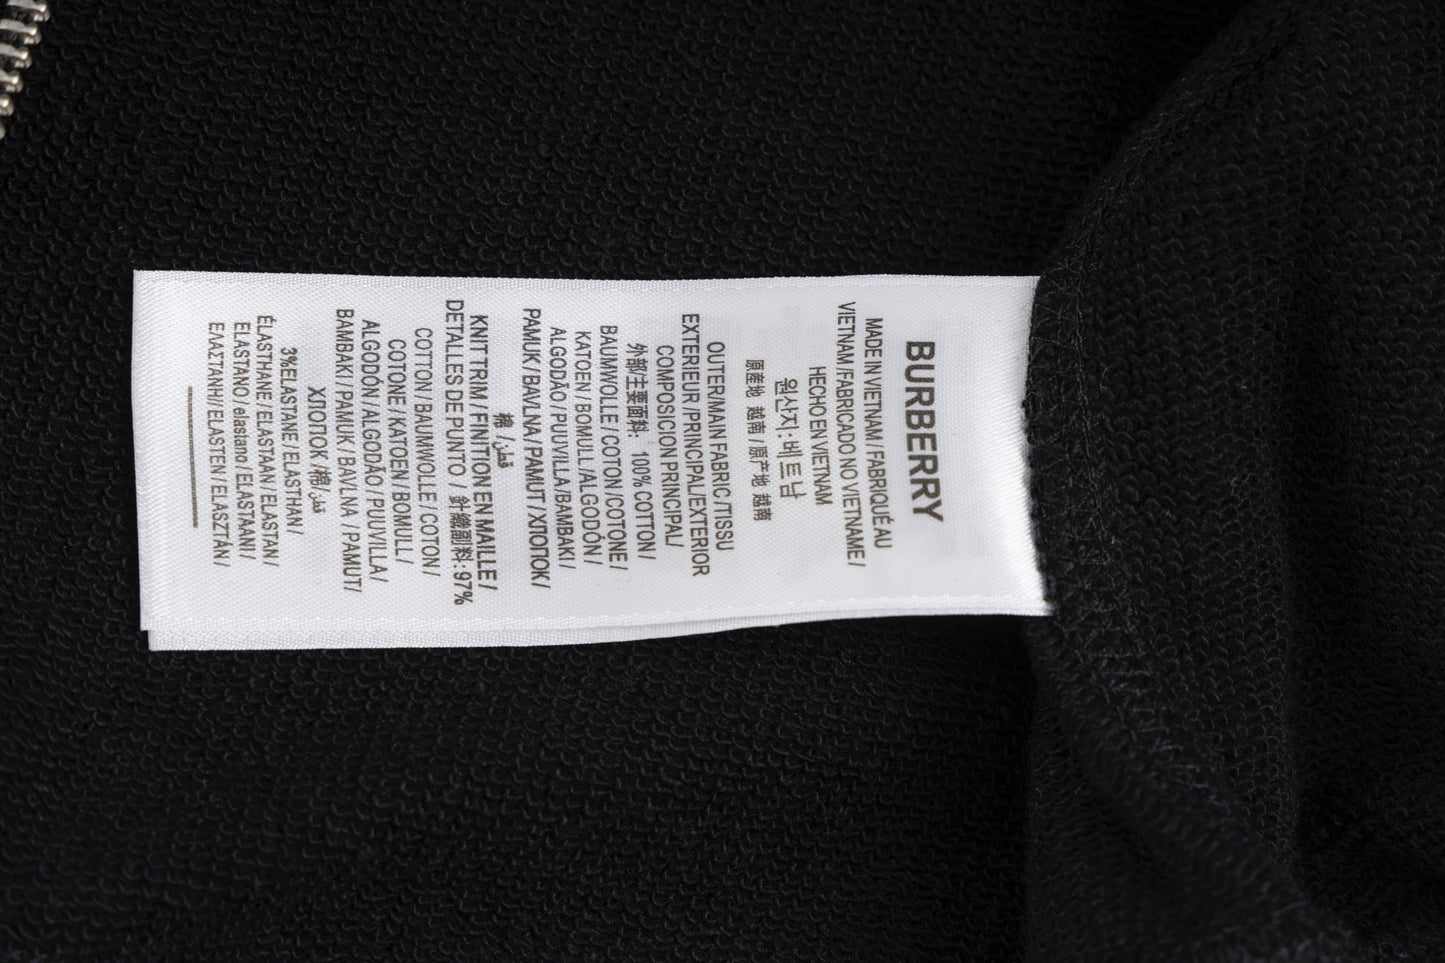 BURBERRY
MADE IN VIETNAM / FABRIQUÉ AU
VIETNAM / FABRICADO NO VIETNAME /
HECHO EN VIETNAM
원산지: 베트남
原產地 越南 / 原产地 越南
OUTER/MAIN FABRIC /TISSU
EXTERIEUR /PRINCIPAL/EXTERIOR
COMPOSICION PRINCIPAL/
外部/主要面料: 100% COTTON /
BAUMWOLLE / COTON / COTONE /
KATOEN / BOMULL / ALGODÓN /
ALGODÃO / PUUVILLA /BAMBAKI /
PAMUK / BAVLNA / PAMUT / ХЛОПОК /
棉 / قطن
KNIT TRIM / FINITION EN MAILLE /
DETALLES DE PUNTO / 針織副料: 97%
COTTON / BAUMWOLLE / COTON /
COTONE / KATOEN / BOMULL /
ALGODÓN / ALGODÃO / PUUVILLA /
BAMBAKI / PAMUK / BAVLNA / PAMUT /
ХЛОПОК /棉/ قطن
3%ELASTANE / ELASTHAN /
ÉLASTHANE / ELASTAAN / ELASTAN /
ELASTANO / elastano / ELASTAANI /
ΕΛΑΣΤΑΝΗ/ / ELASTEN / ELASZTÁN /